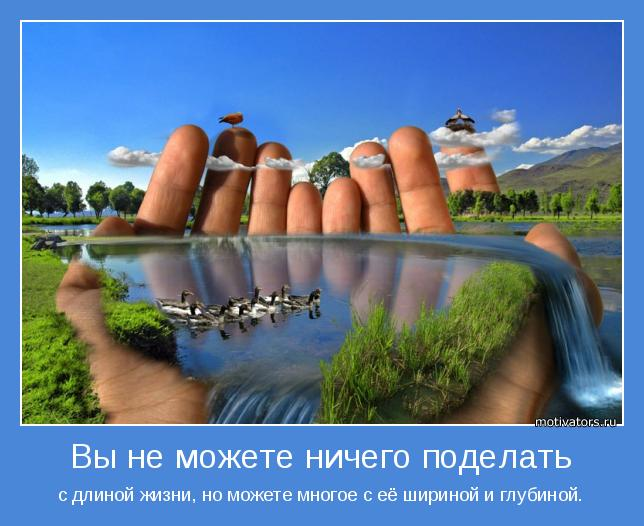 motivators.ru
Вы не можете ничего поделать
с длиной жизни, но можете многое с её шириной и глубиной.